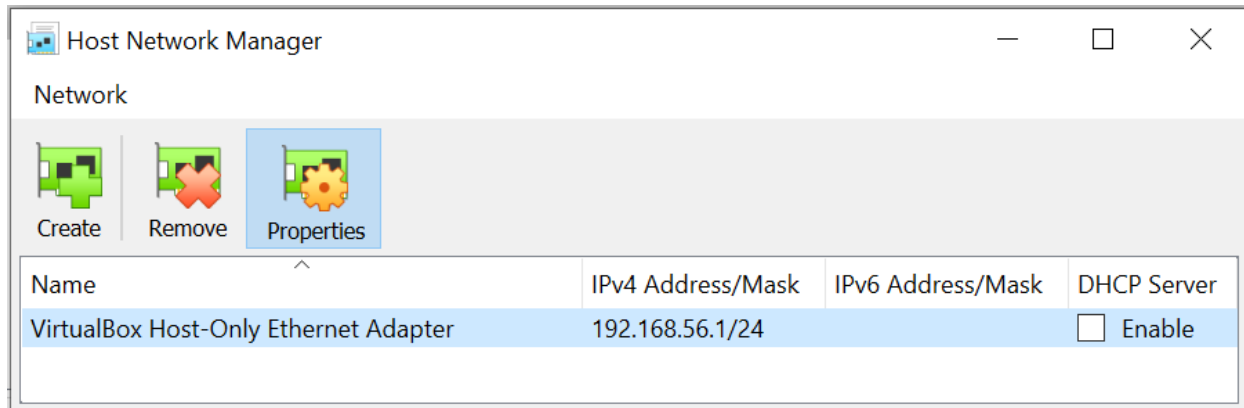 Host Network Manager
Network
Create Remove Properties
Name IPv4 Address/Mask IPv6 Address/Mask DHCP Server
VirtualBox Host-Only Ethernet Adapter 192.168.56.1/24 Enable